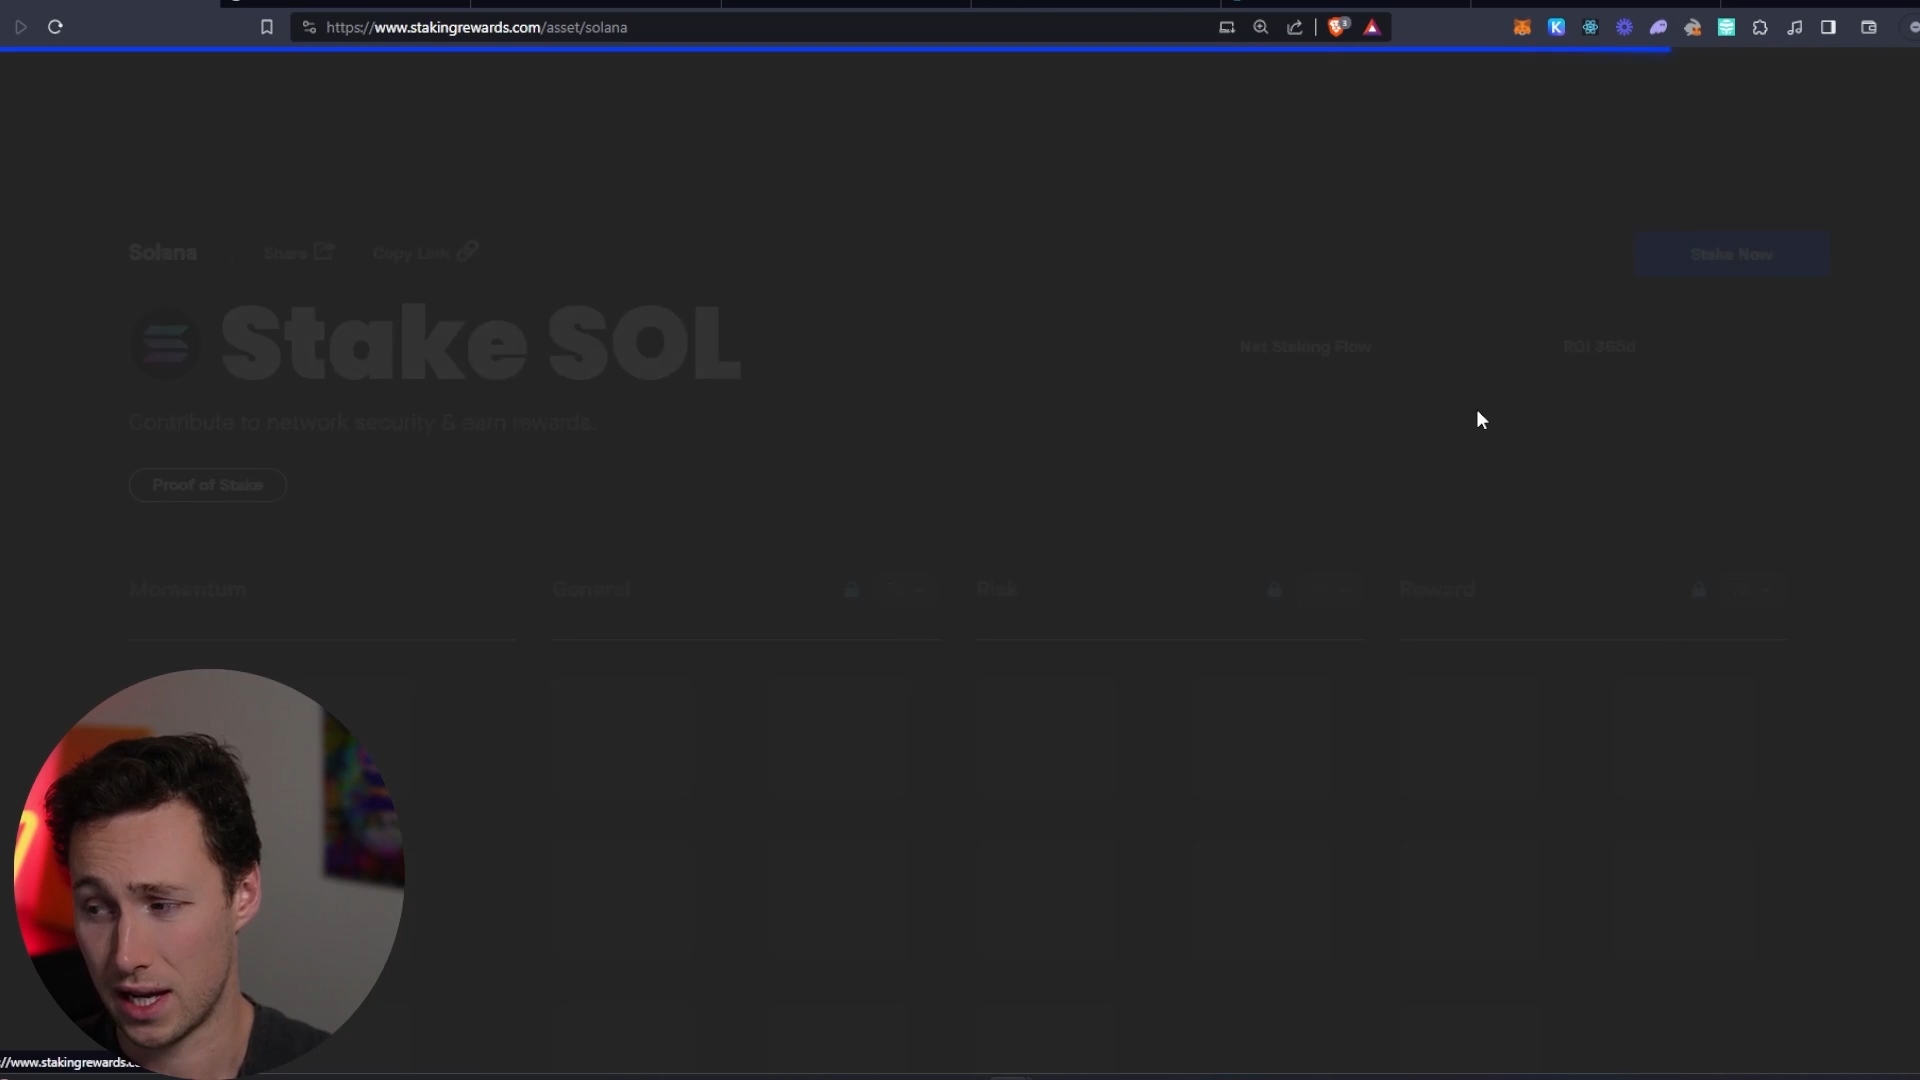 https://www.stakingrewards.com/asset/solana
3
K
Solana
Share
Copy Link
Stake Now
Stake SOL
Net Staking Flow
ROI 365d
Contribute to network security & earn rewards.
Proof of Stake
Momentum
General
Risk
Reward
//www.stakingrewards.c